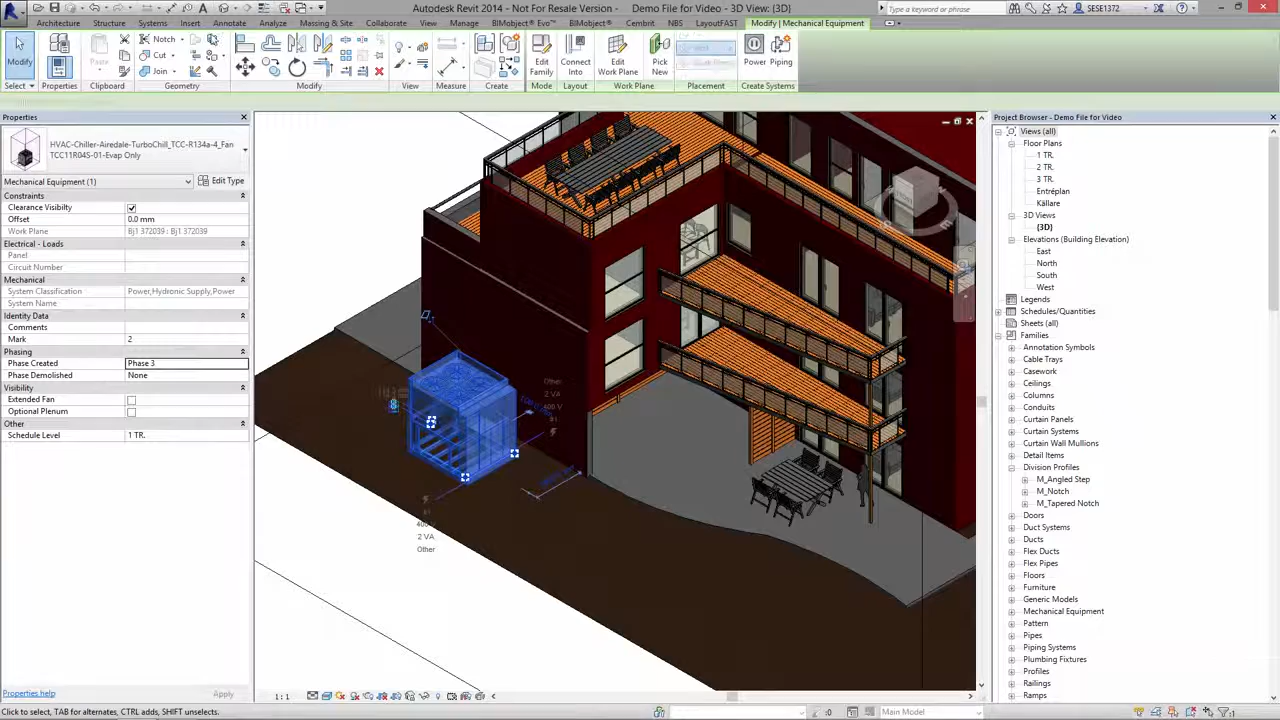 Autodesk Revit 2014 - Not For Resale Version - Demo File for Video - 3D View: {3D}
Type a keyword or phrase
SESE1372
Architecture Structure Systems Insert Annotate Analyze Massing & Site Collaborate View Manage BIMobject® Evo™ BIMobject® Cembrit NBS LayoutFAST Modify | Mechanical Equipment
Modify
Paste
Notch
Cut
Join
Edit Family
Connect Into
Edit Work Plane
Pick New
Power
Piping
Select Properties Clipboard Geometry Modify View Measure Create Mode Layout Work Plane Placement Create Systems
Properties
HVAC-Chiller-Airedale-TurboChill_TCC-R134a-4_Fan
TCC11R04S-01-Evap Only
Mechanical Equipment (1)
Edit Type
Constraints
Clearance Visibilty
Offset 0.0 mm
Work Plane Bj1 372039 : Bj1 372039
Electrical - Loads
Panel
Circuit Number
Mechanical
System Classification Power,Hydronic Supply,Power
System Name
Identity Data
Comments
Mark 2
Phasing
Phase Created Phase 3
Phase Demolished None
Visibility
Extended Fan
Optional Plenum
Other
Schedule Level 1 TR.
Properties help
Apply
Other
2 VA
400 V
2 VA
Other
Project Browser - Demo File for Video
Views (all)
Floor Plans
1 TR.
2 TR.
3 TR.
Entréplan
Källare
3D Views
{3D}
Elevations (Building Elevation)
East
North
South
West
Legends
Schedules/Quantities
Sheets (all)
Families
Annotation Symbols
Cable Trays
Casework
Ceilings
Columns
Conduits
Curtain Panels
Curtain Systems
Curtain Wall Mullions
Detail Items
Division Profiles
M_Angled Step
M_Notch
M_Tapered Notch
Doors
Duct Systems
Ducts
Flex Ducts
Flex Pipes
Floors
Furniture
Generic Models
Mechanical Equipment
Pattern
Pipes
Piping Systems
Plumbing Fixtures
Profiles
Railings
Ramps
1 : 1
Click to select, TAB for alternates, CTRL adds, SHIFT unselects.
:0
Main Model